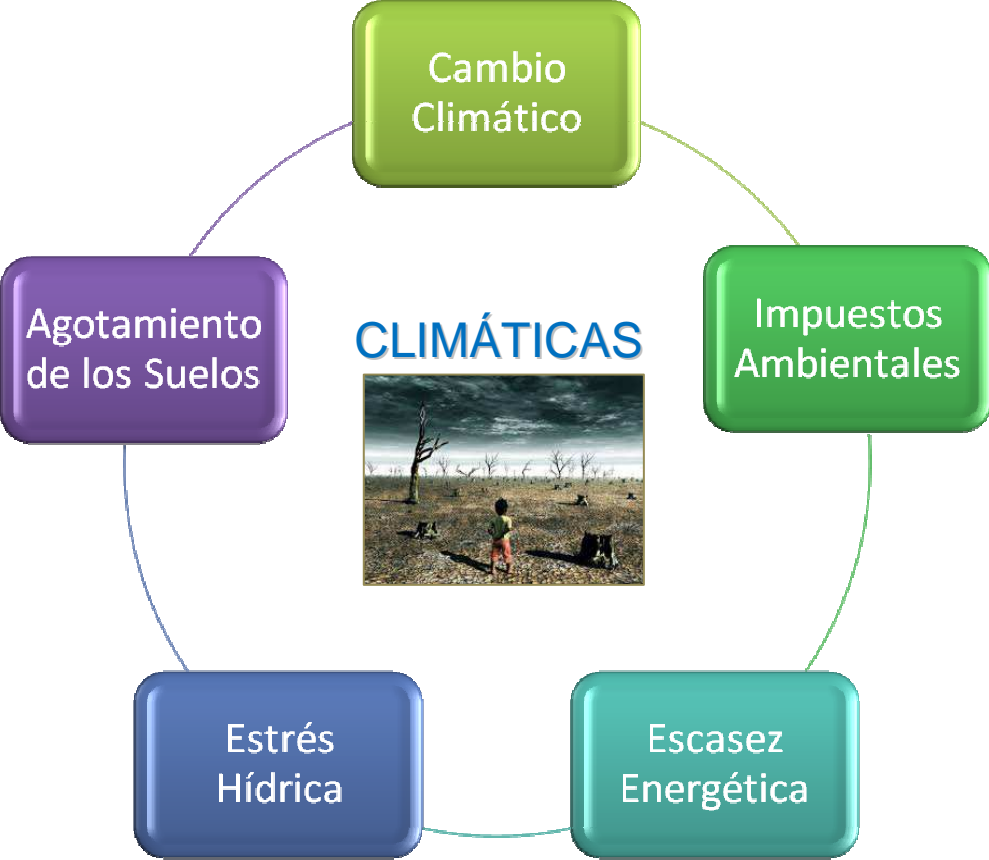 Cambio
Climático
Impuestos
Ambientales
Escasez
Energética
Estrés
Hídrica
Agotamiento
de los Suelos
CLIMÁTICAS